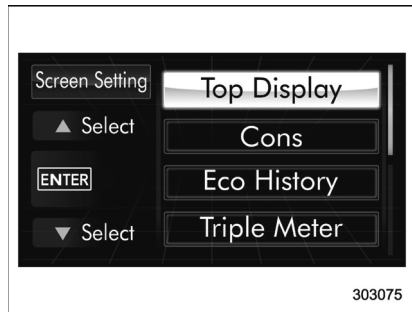 Screen Setting
▲ Select
ENTER
▼ Select
Top Display
Cons
Eco History
Triple Meter
303075